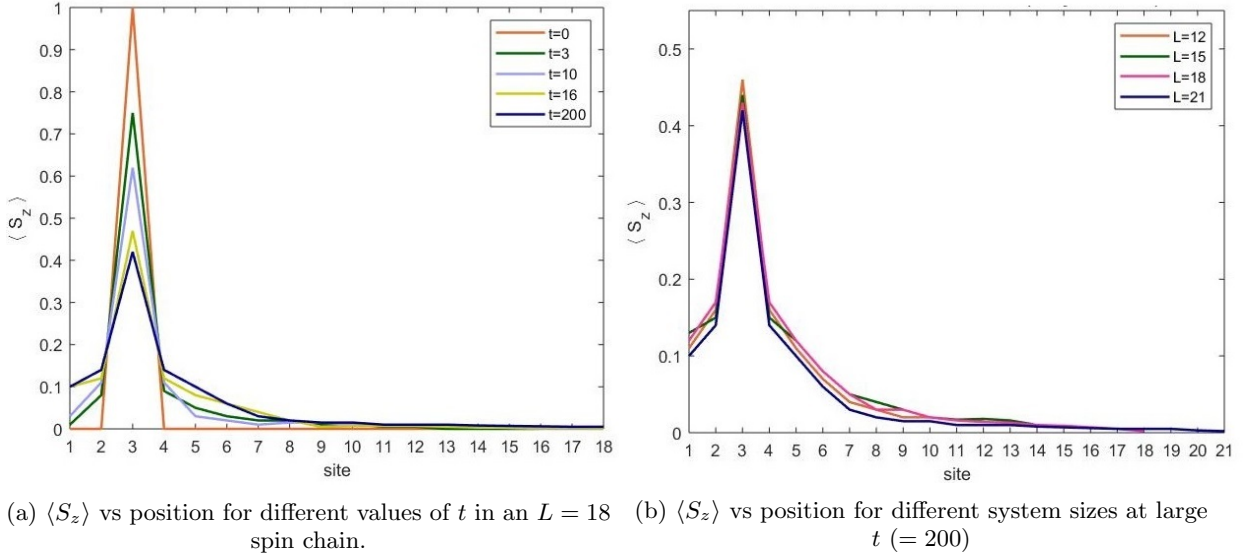 1
0.9
0.8
0.7
0.6
0.5
0.4
0.3
0.2
0.1
0
⟨ S_z ⟩
t=0
t=3
t=10
t=16
t=200
1 2 3 4 5 6 7 8 9 10 11 12 13 14 15 16 17 18
site
(a) ⟨S_z⟩ vs position for different values of t in an L = 18
spin chain.
0.5
0.4
0.3
0.2
0.1
0
⟨ S_z ⟩
L=12
L=15
L=18
L=21
1 2 3 4 5 6 7 8 9 10 11 12 13 14 15 16 17 18 19 20 21
site
(b) ⟨S_z⟩ vs position for different system sizes at large
t (= 200)